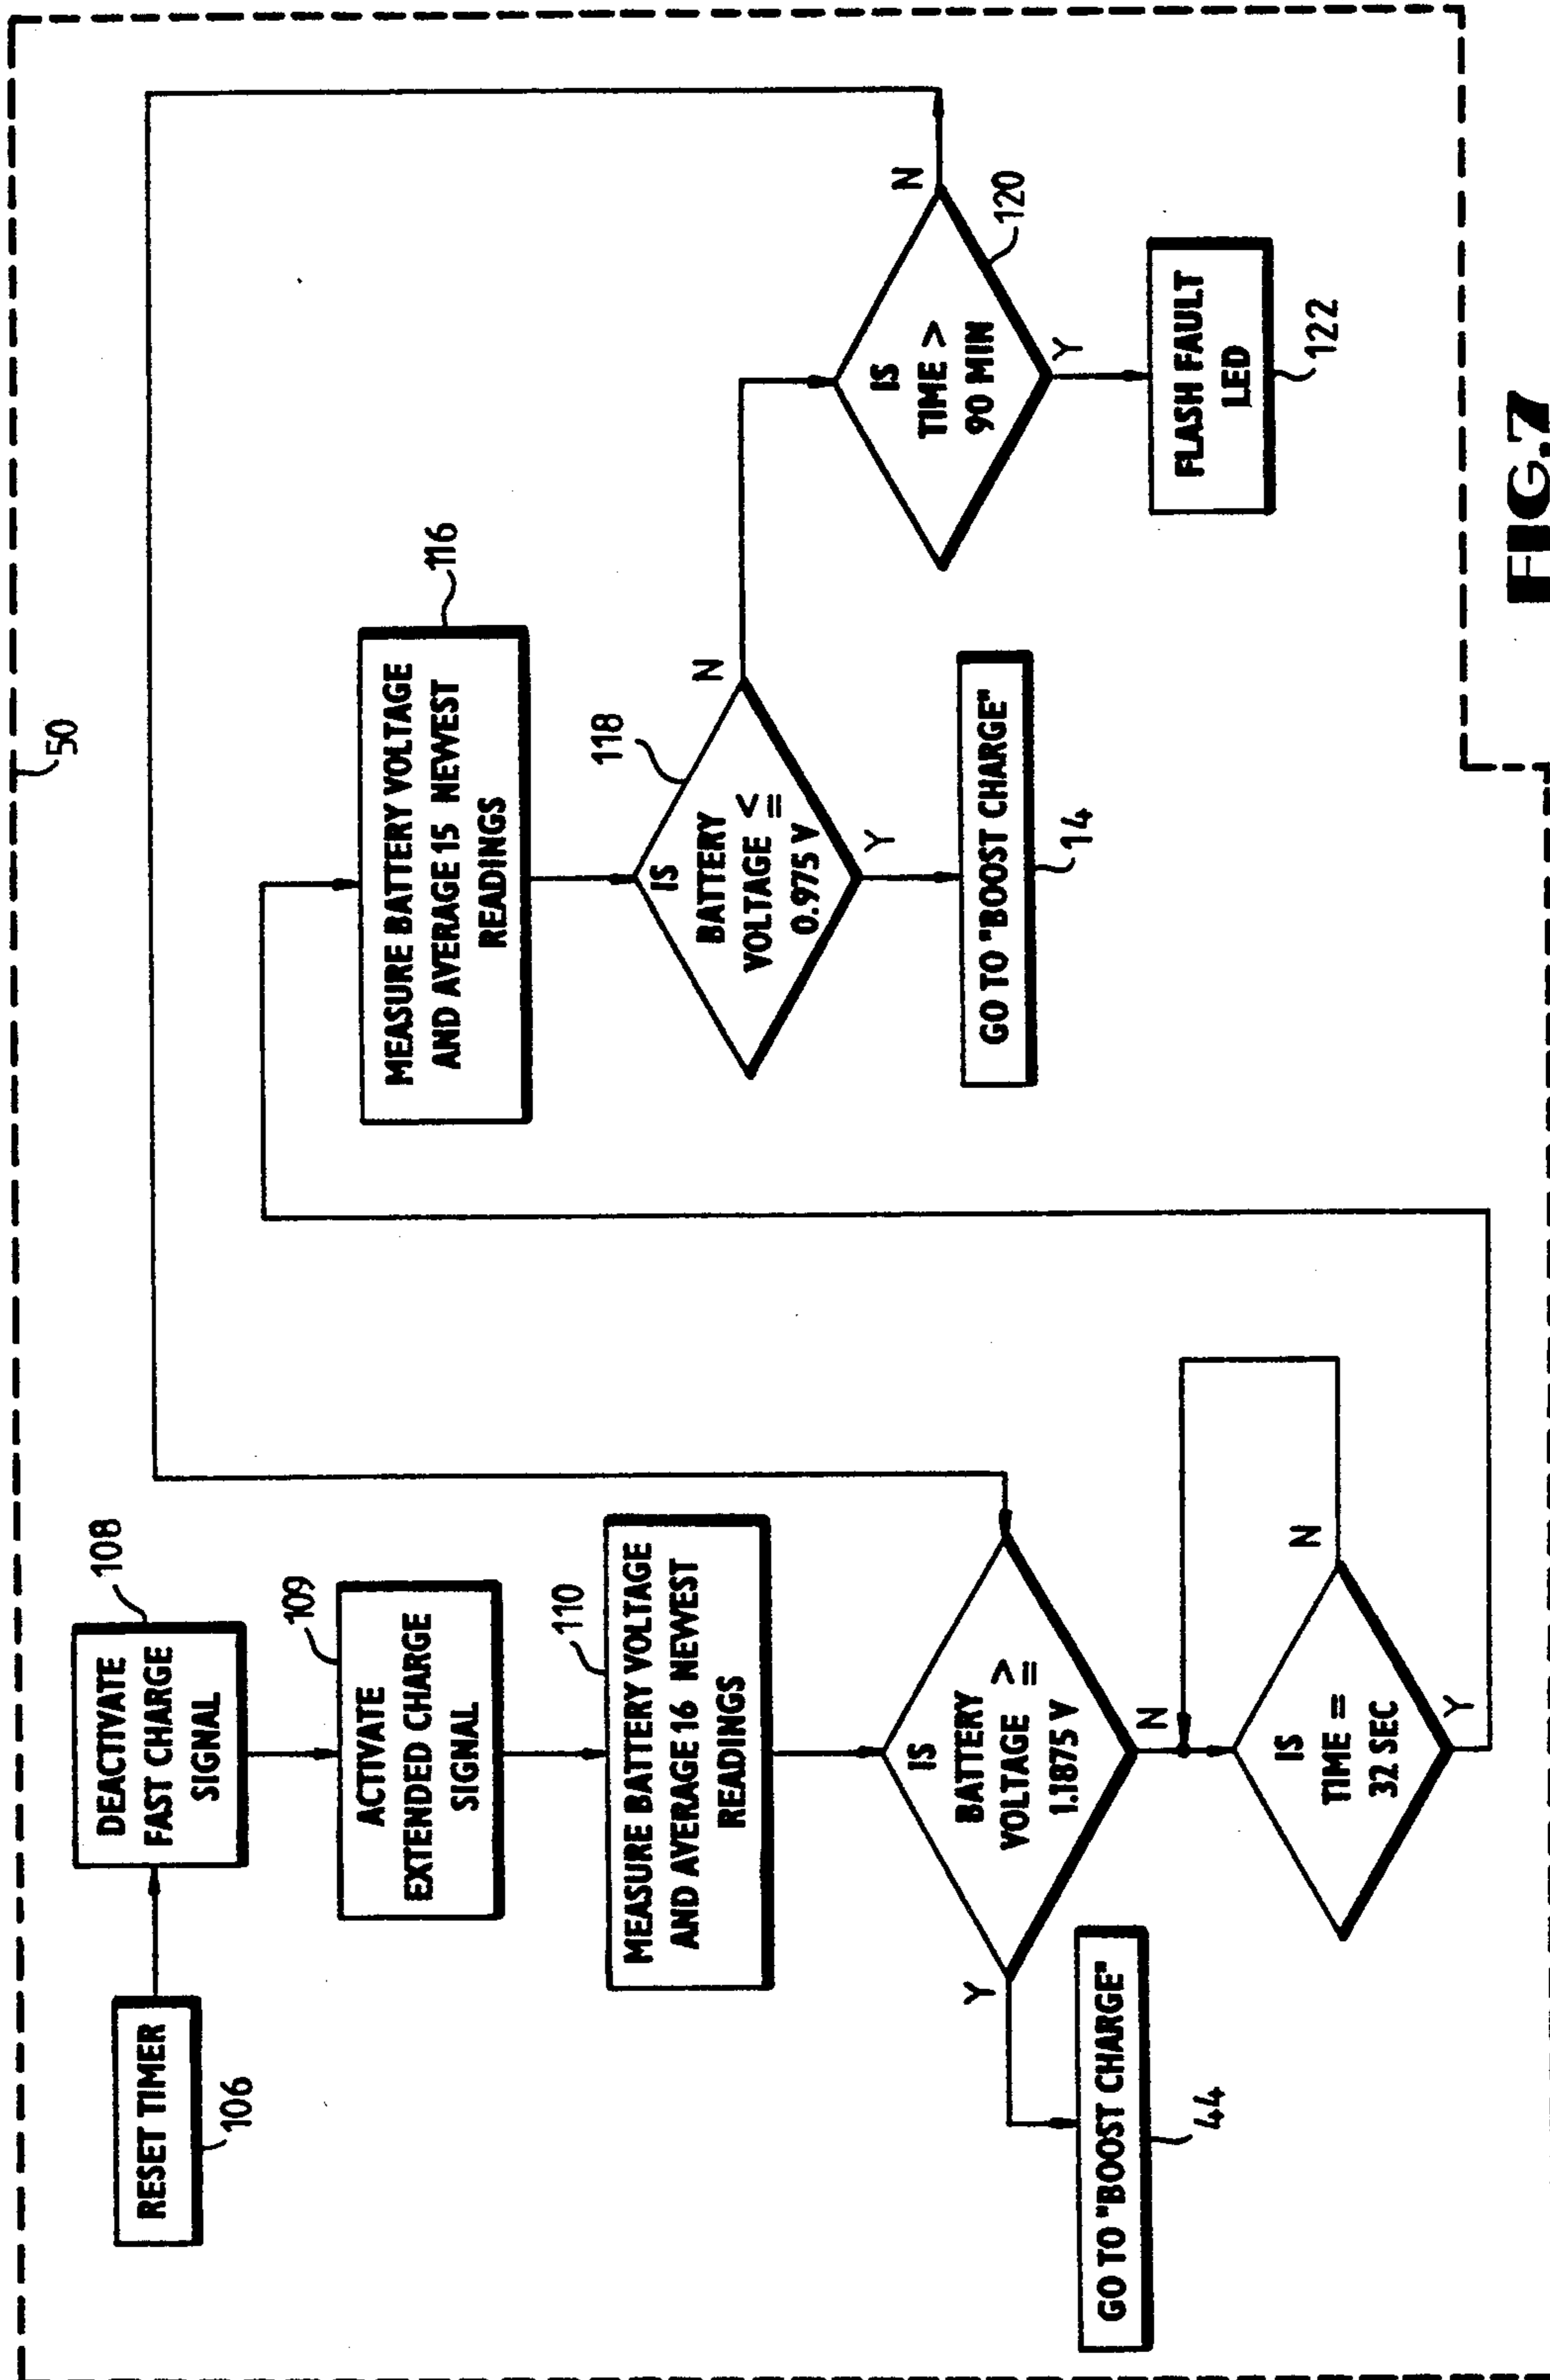 50
RESET TIMER
106
DEACTIVATE
FAST CHARGE
SIGNAL
108
ACTIVATE
EXTENDED CHARGE
SIGNAL
109
MEASURE BATTERY VOLTAGE
AND AVERAGE 16 NEWEST
READINGS
110
IS
BATTERY
VOLTAGE >=
1.1875 V
Y
N
GO TO "BOOST CHARGE"
44
IS
TIME =
32 SEC
N
Y
MEASURE BATTERY VOLTAGE
AND AVERAGE 15 NEWEST
READINGS
116
IS
BATTERY
VOLTAGE <=
0.975 V
118
N
Y
GO TO "BOOST CHARGE"
14
IS
TIME >
90 MIN
120
N
Y
FLASH FAULT
LED
122
FIG.7